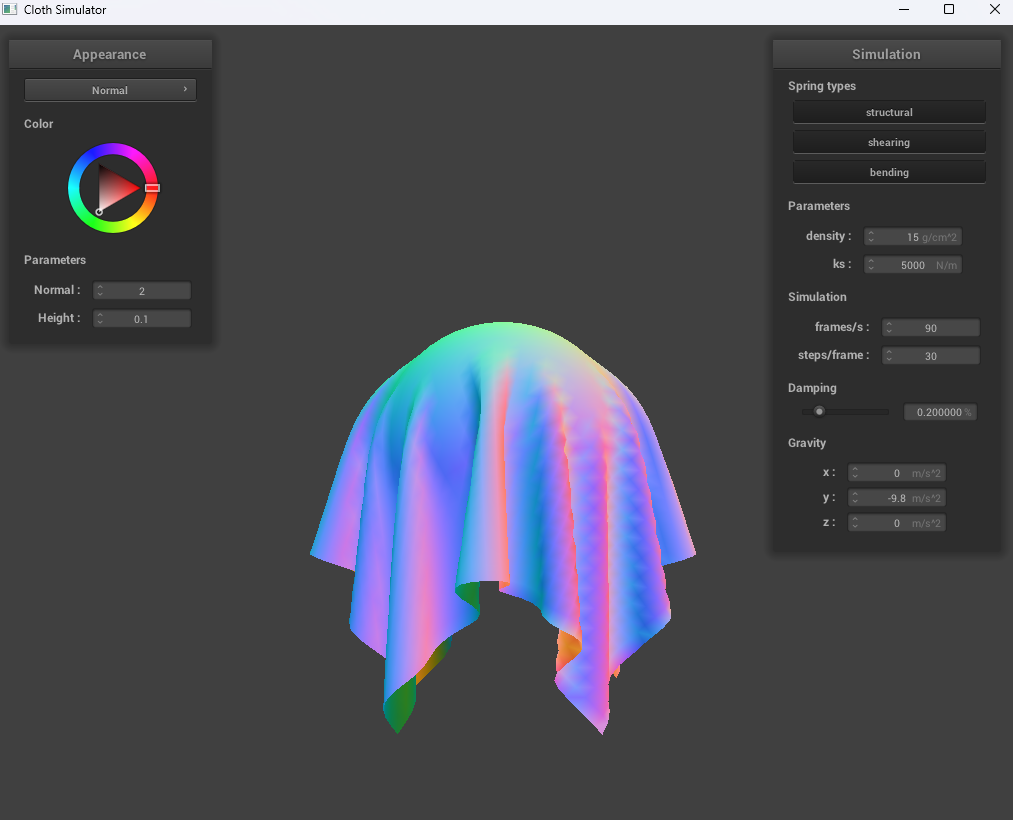 Cloth Simulator
Appearance
Normal
Color
Parameters
Normal : 2
Height : 0.1
Simulation
Spring types
structural
shearing
bending
Parameters
density : 15 g/cm^2
ks : 5000 N/m
Simulation
frames/s : 90
steps/frame : 30
Damping
0.200000 %
Gravity
x : 0 m/s^2
y : -9.8 m/s^2
z : 0 m/s^2